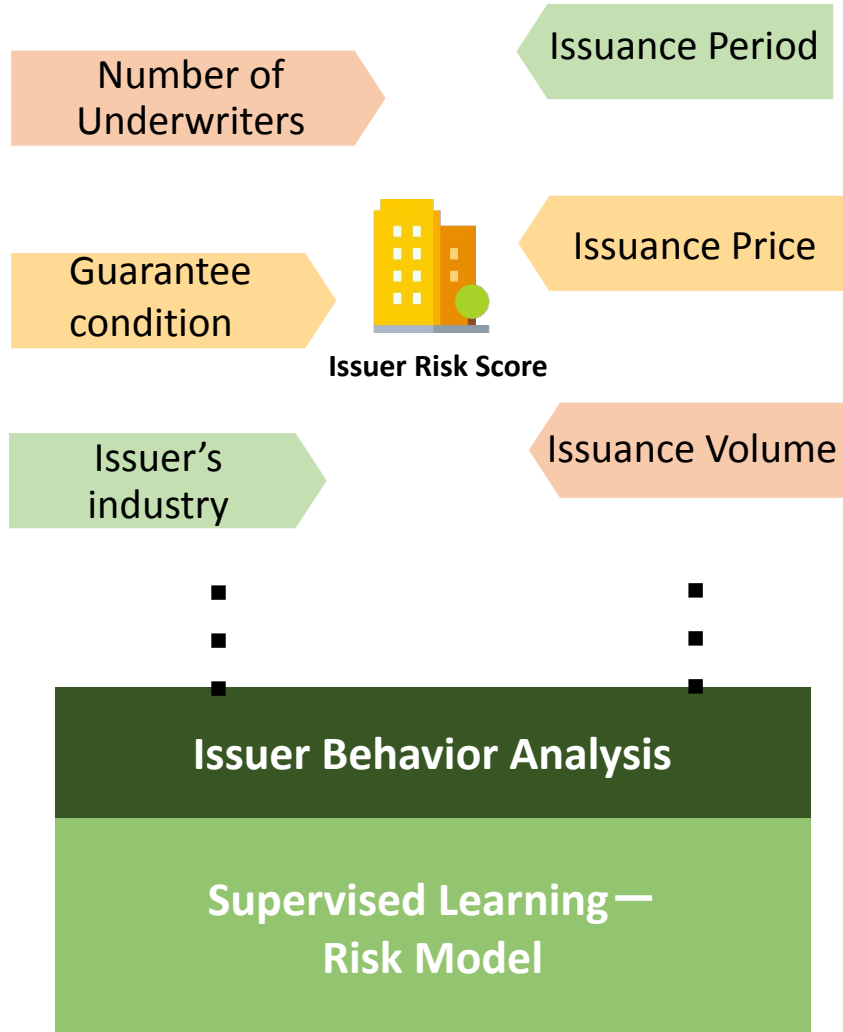 Issuance Period
Number of
Underwriters
Issuance Price
Guarantee
condition
Issuer Risk Score
Issuance Volume
Issuer’s
industry
Issuer Behavior Analysis
Supervised Learning—
Risk Model